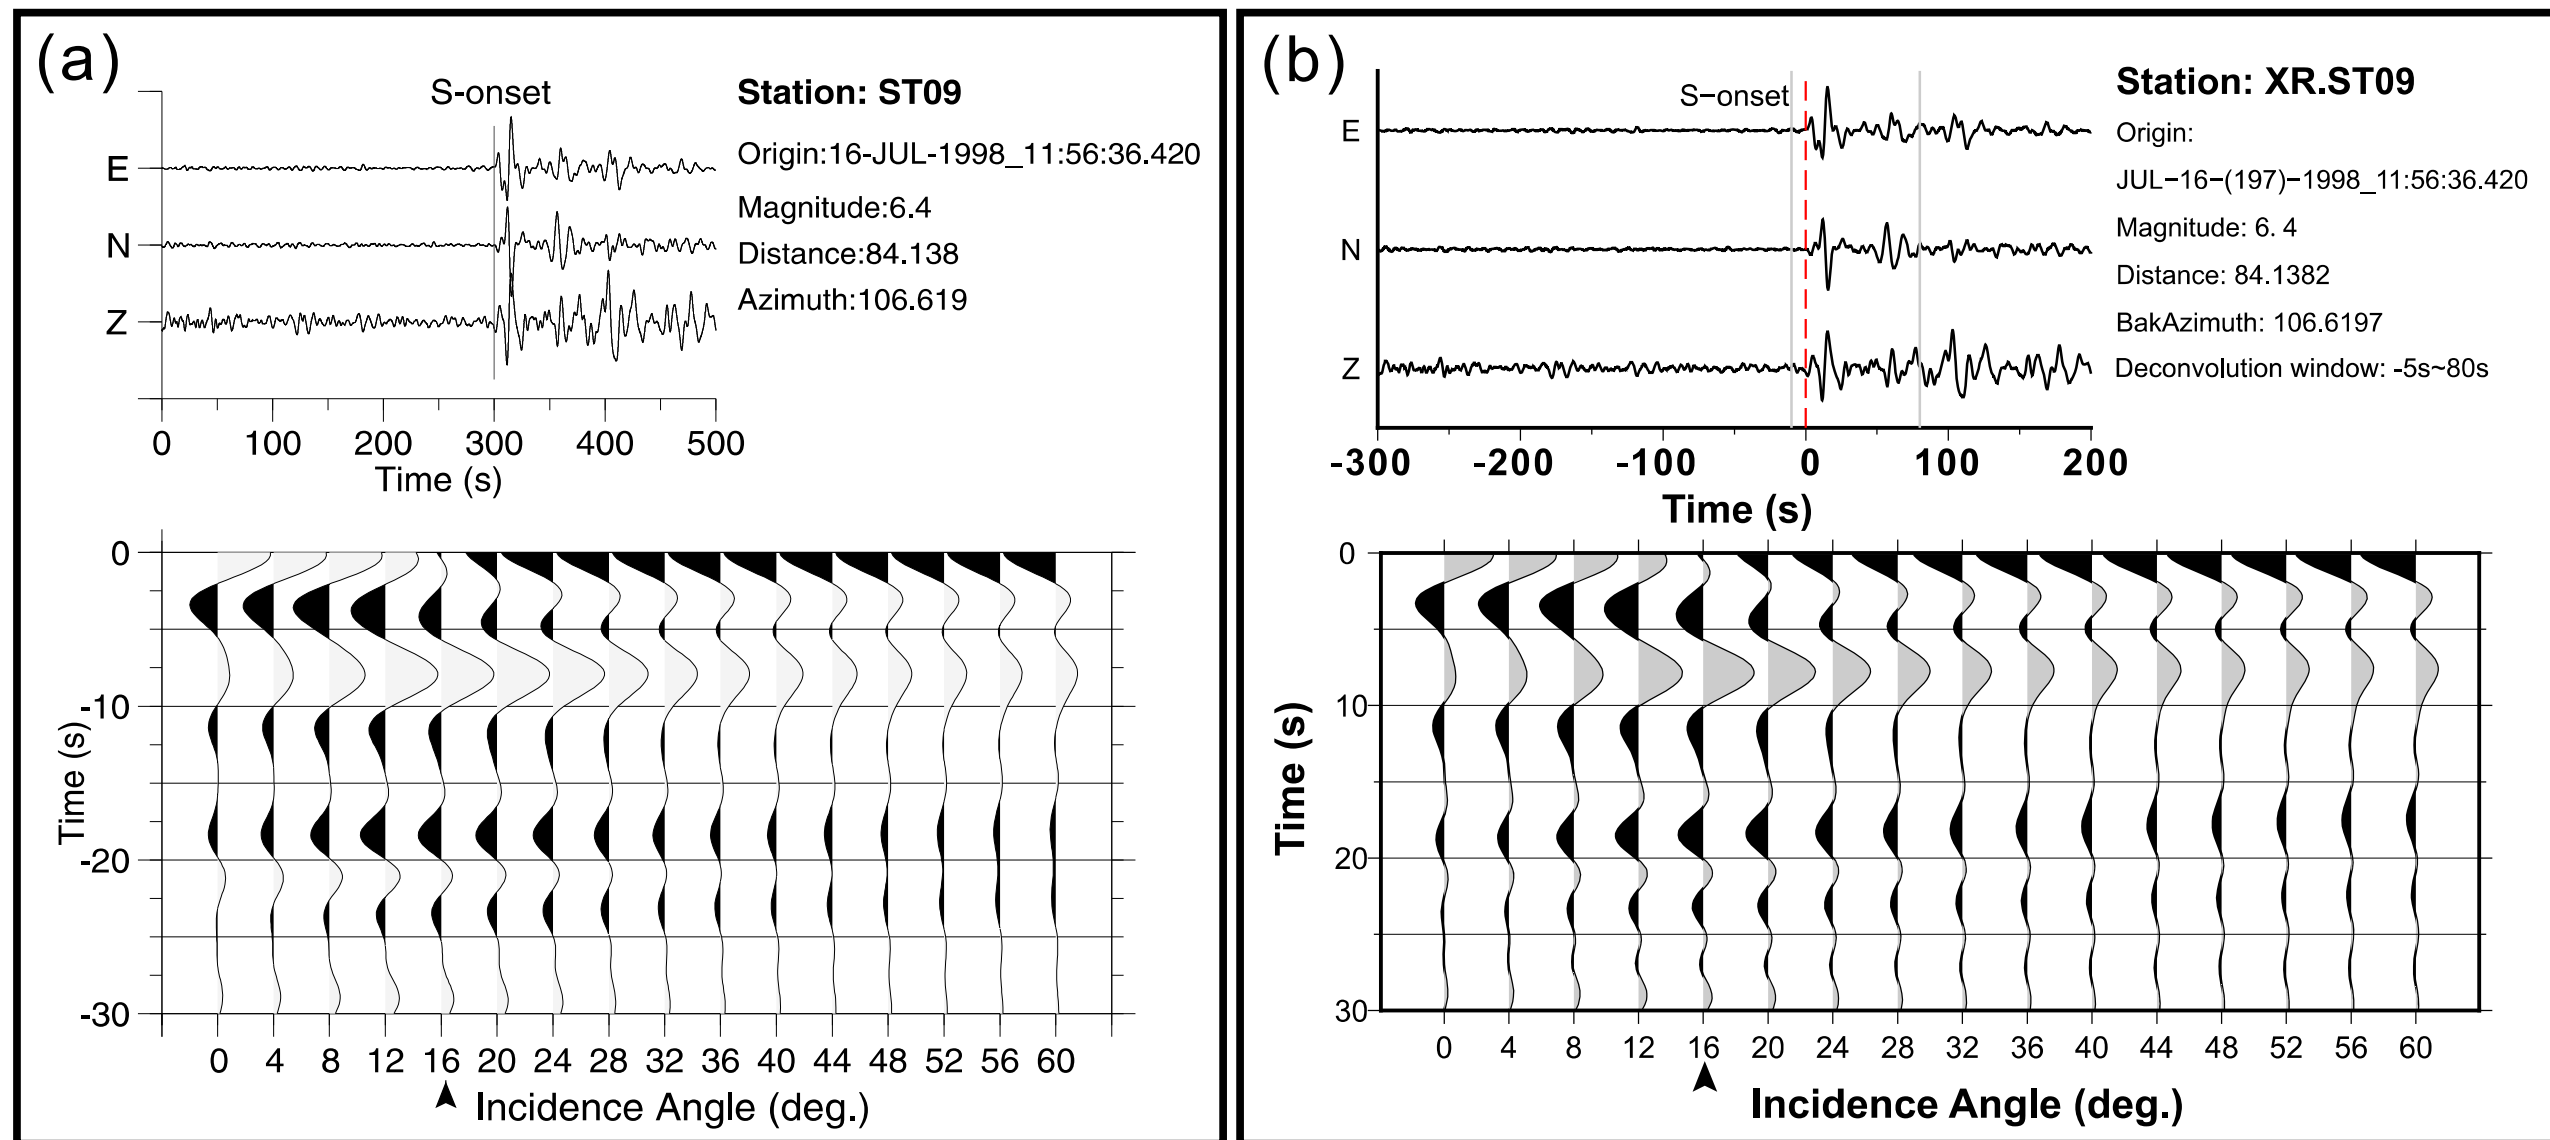 (a)
S-onset
Station: ST09
Origin:16-JUL-1998_11:56:36.420
Magnitude:6.4
Distance:84.138
Azimuth:106.619
E
N
Z
0 100 200 300 400 500
Time (s)
0
-10
-20
-30
Time (s)
0 4 8 12 16 20 24 28 32 36 40 44 48 52 56 60
Incidence Angle (deg.)
(b)
S−onset
Station: XR.ST09
Origin:
JUL−16−(197)−1998_11:56:36.420
Magnitude: 6. 4
Distance: 84.1382
BakAzimuth: 106.6197
Deconvolution window: -5s~80s
E
N
Z
-300 -200 -100 0 100 200
Time (s)
0
10
20
30
Time (s)
0 4 8 12 16 20 24 28 32 36 40 44 48 52 56 60
Incidence Angle (deg.)